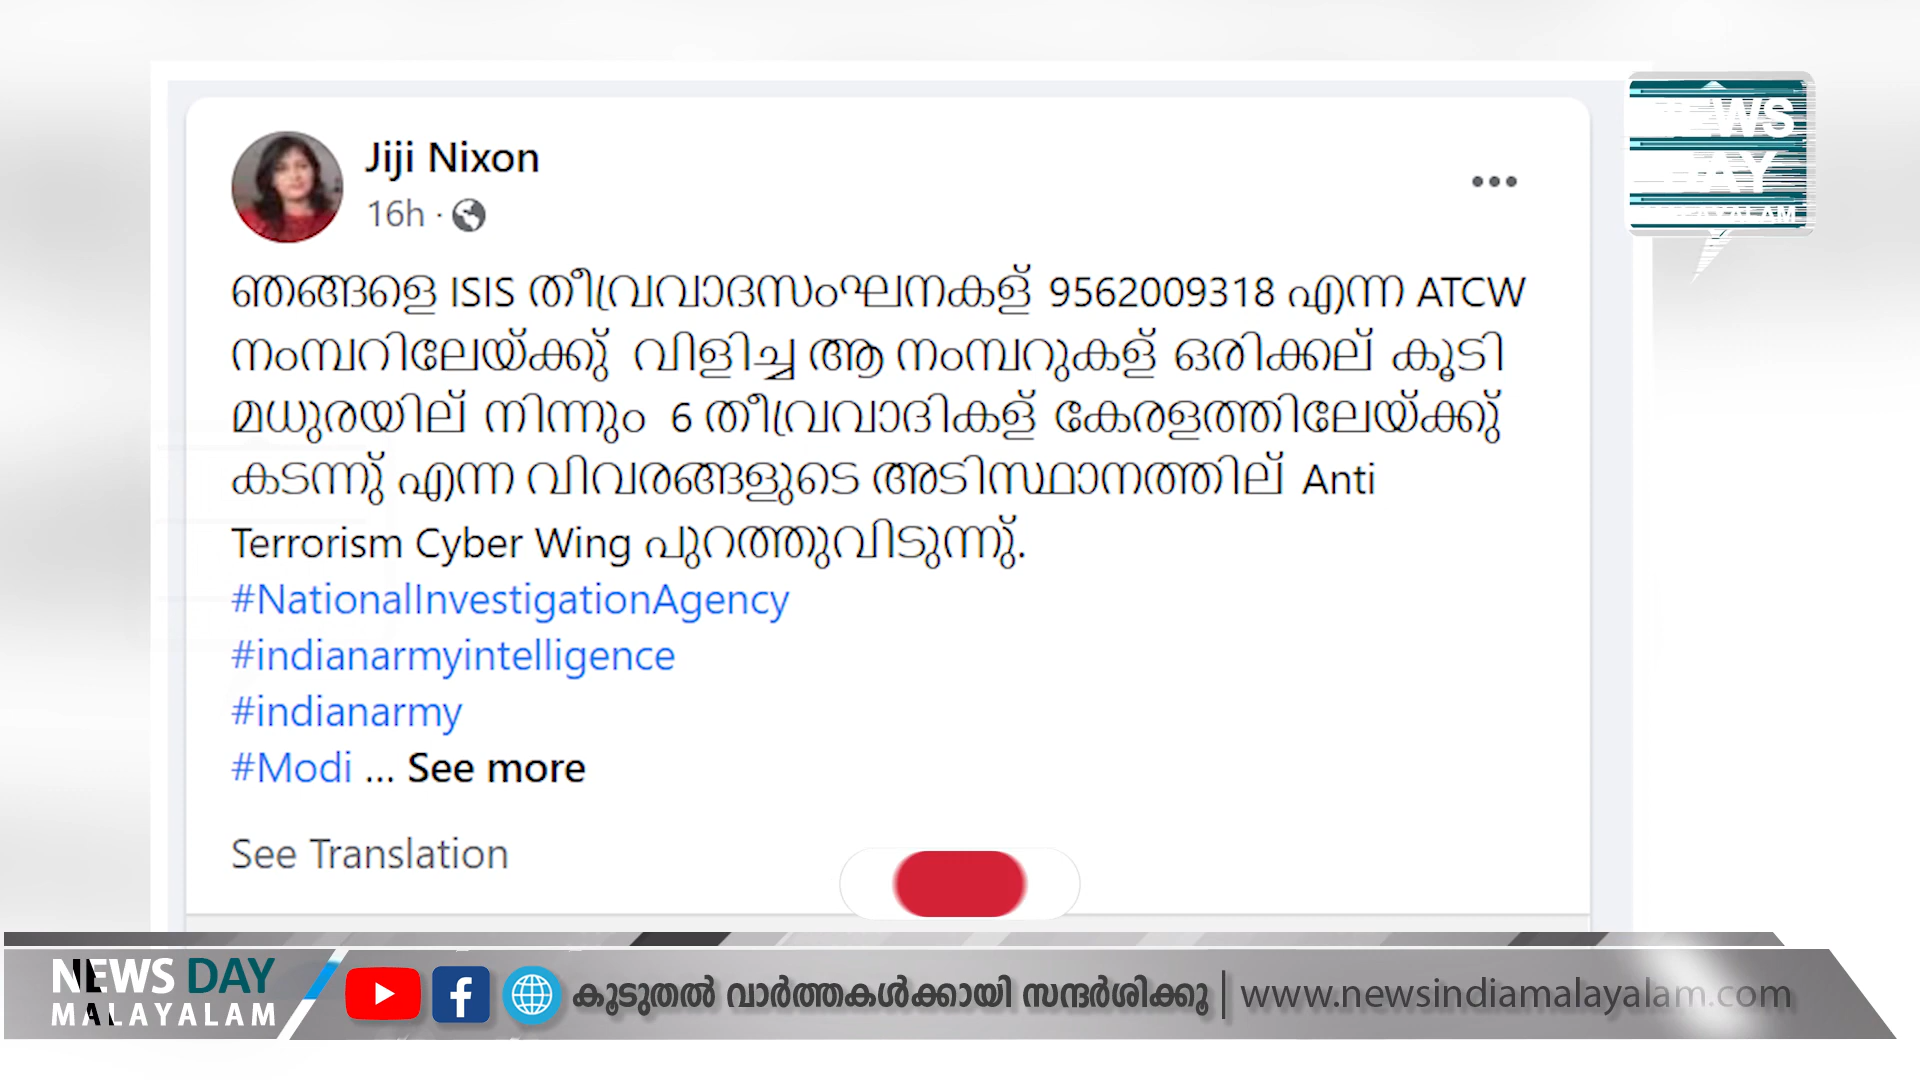 Jiji Nixon
16h ·
ഞങ്ങളെ ISIS തീവ്രവാദസംഘനകള് 9562009318 എന്ന ATCW
നംമ്പറിലേയ്ക്കു് വിളിച്ച ആ നംമ്പറുകള് ഒരിക്കല് കൂടി
മധുരയില് നിന്നും 6 തീവ്രവാദികള് കേരളത്തിലേയ്ക്കു്
കടന്നു് എന്ന വിവരങ്ങളുടെ അടിസ്ഥാനത്തില് Anti
Terrorism Cyber Wing പുറത്തുവിടുന്നു്.
#NationalInvestigationAgency
#indianarmyintelligence
#indianarmy
#Modi ... See more
See Translation
NEWS DAY
MALAYALAM
കൂടുതൽ വാർത്തകൾക്കായി സന്ദർശിക്കൂ | www.newsindiamalayalam.com